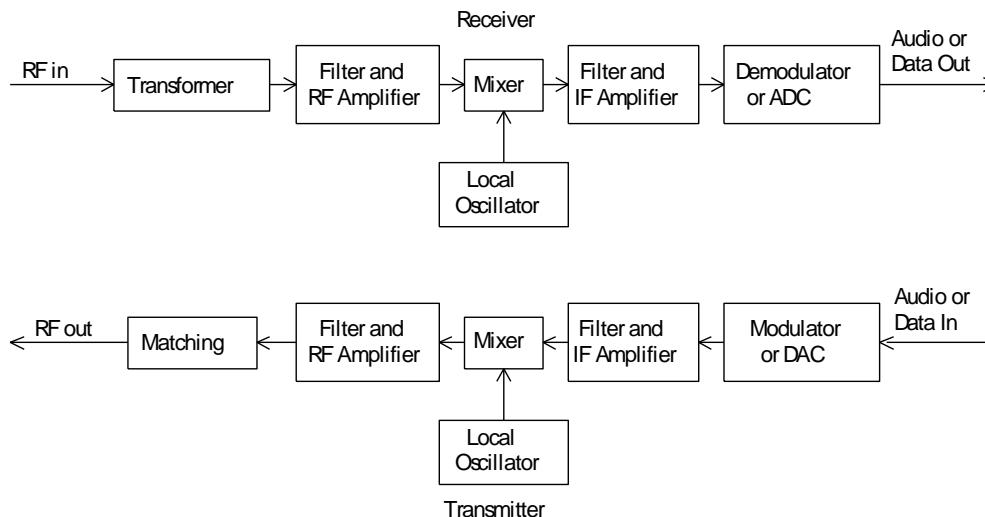 Receiver
RF in
Transformer
Filter and
RF Amplifier
Mixer
Filter and
IF Amplifier
Demodulator
or ADC
Audio or
Data Out
Local
Oscillator
RF out
Matching
Filter and
RF Amplifier
Mixer
Filter and
IF Amplifier
Modulator
or DAC
Audio or
Data In
Local
Oscillator
Transmitter